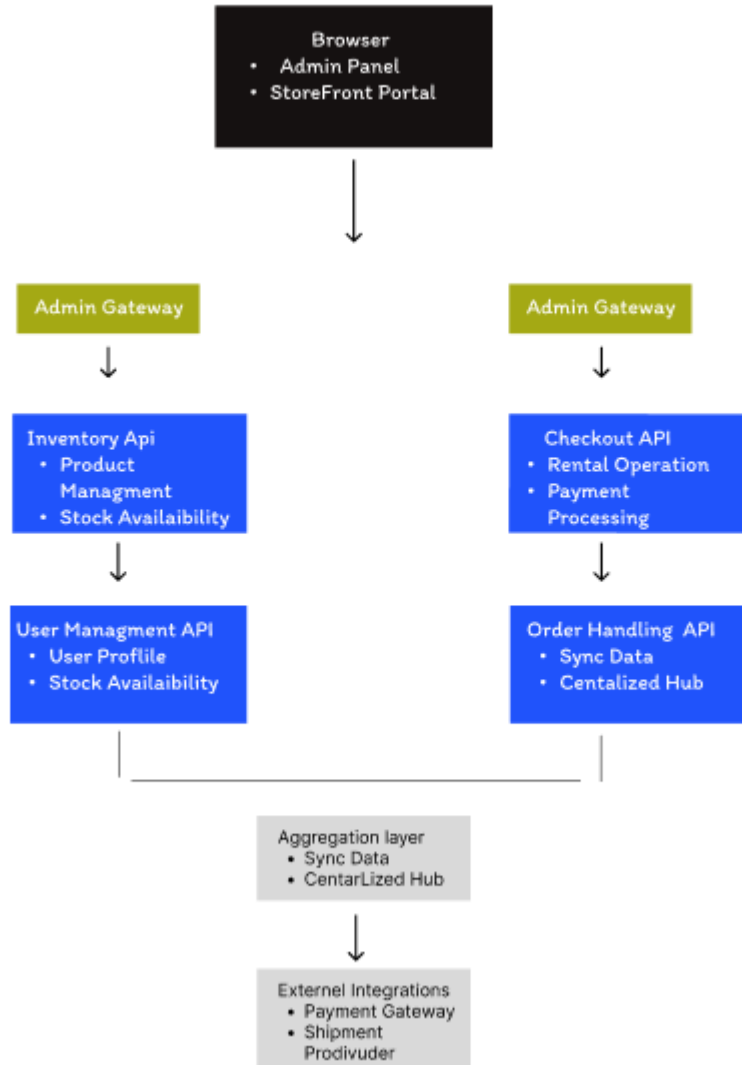 Browser
• Admin Panel
• StoreFront Portal
Admin Gateway
Admin Gateway
Inventory Api
• Product
Managment
• Stock Availaibility
Checkout API
• Rental Operation
• Payment
Processing
User Managment API
• User Proflile
• Stock Availaibility
Order Handling API
• Sync Data
• Centalized Hub
Aggregation layer
• Sync Data
• CentarLized Hub
Externel Integrations
• Payment Gateway
• Shipment
Prodivuder